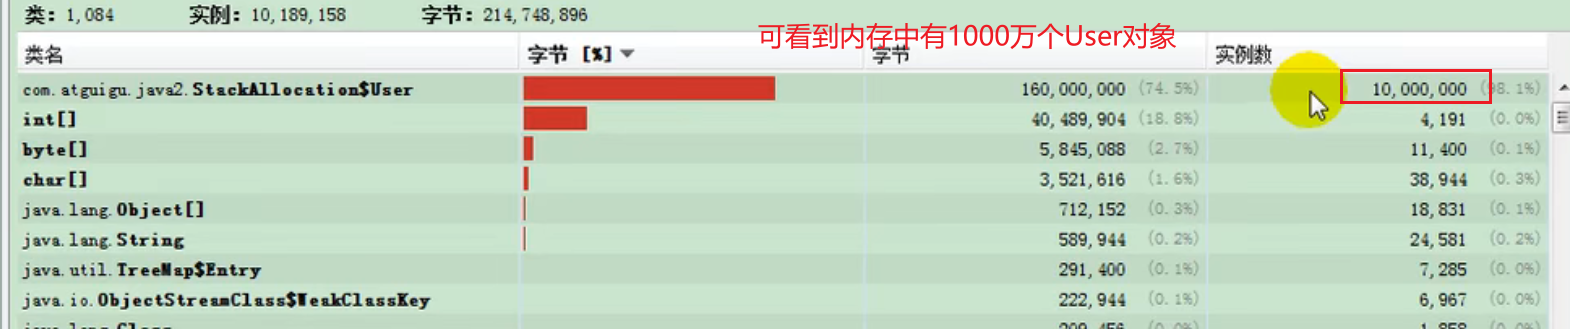 类: 1,084 实例: 10,189,158 字节: 214,748,896
可看到内存中有1000万个User对象
类名 字节 [%] 字节 实例数
com.atguigu.java2.StackAllocation$User 160,000,000 (74.5%) 10,000,000 (98.1%)
int[] 40,489,904 (18.8%) 4,191 (0.0%)
byte[] 5,845,088 (2.7%) 11,400 (0.1%)
char[] 3,521,616 (1.6%) 38,944 (0.3%)
java.lang.Object[] 712,152 (0.3%) 18,831 (0.1%)
java.lang.String 589,944 (0.2%) 24,581 (0.2%)
java.util.TreeMap$Entry 291,400 (0.1%) 7,285 (0.0%)
java.io.ObjectStreamClass$WeakClassKey 222,944 (0.1%) 6,967 (0.0%)